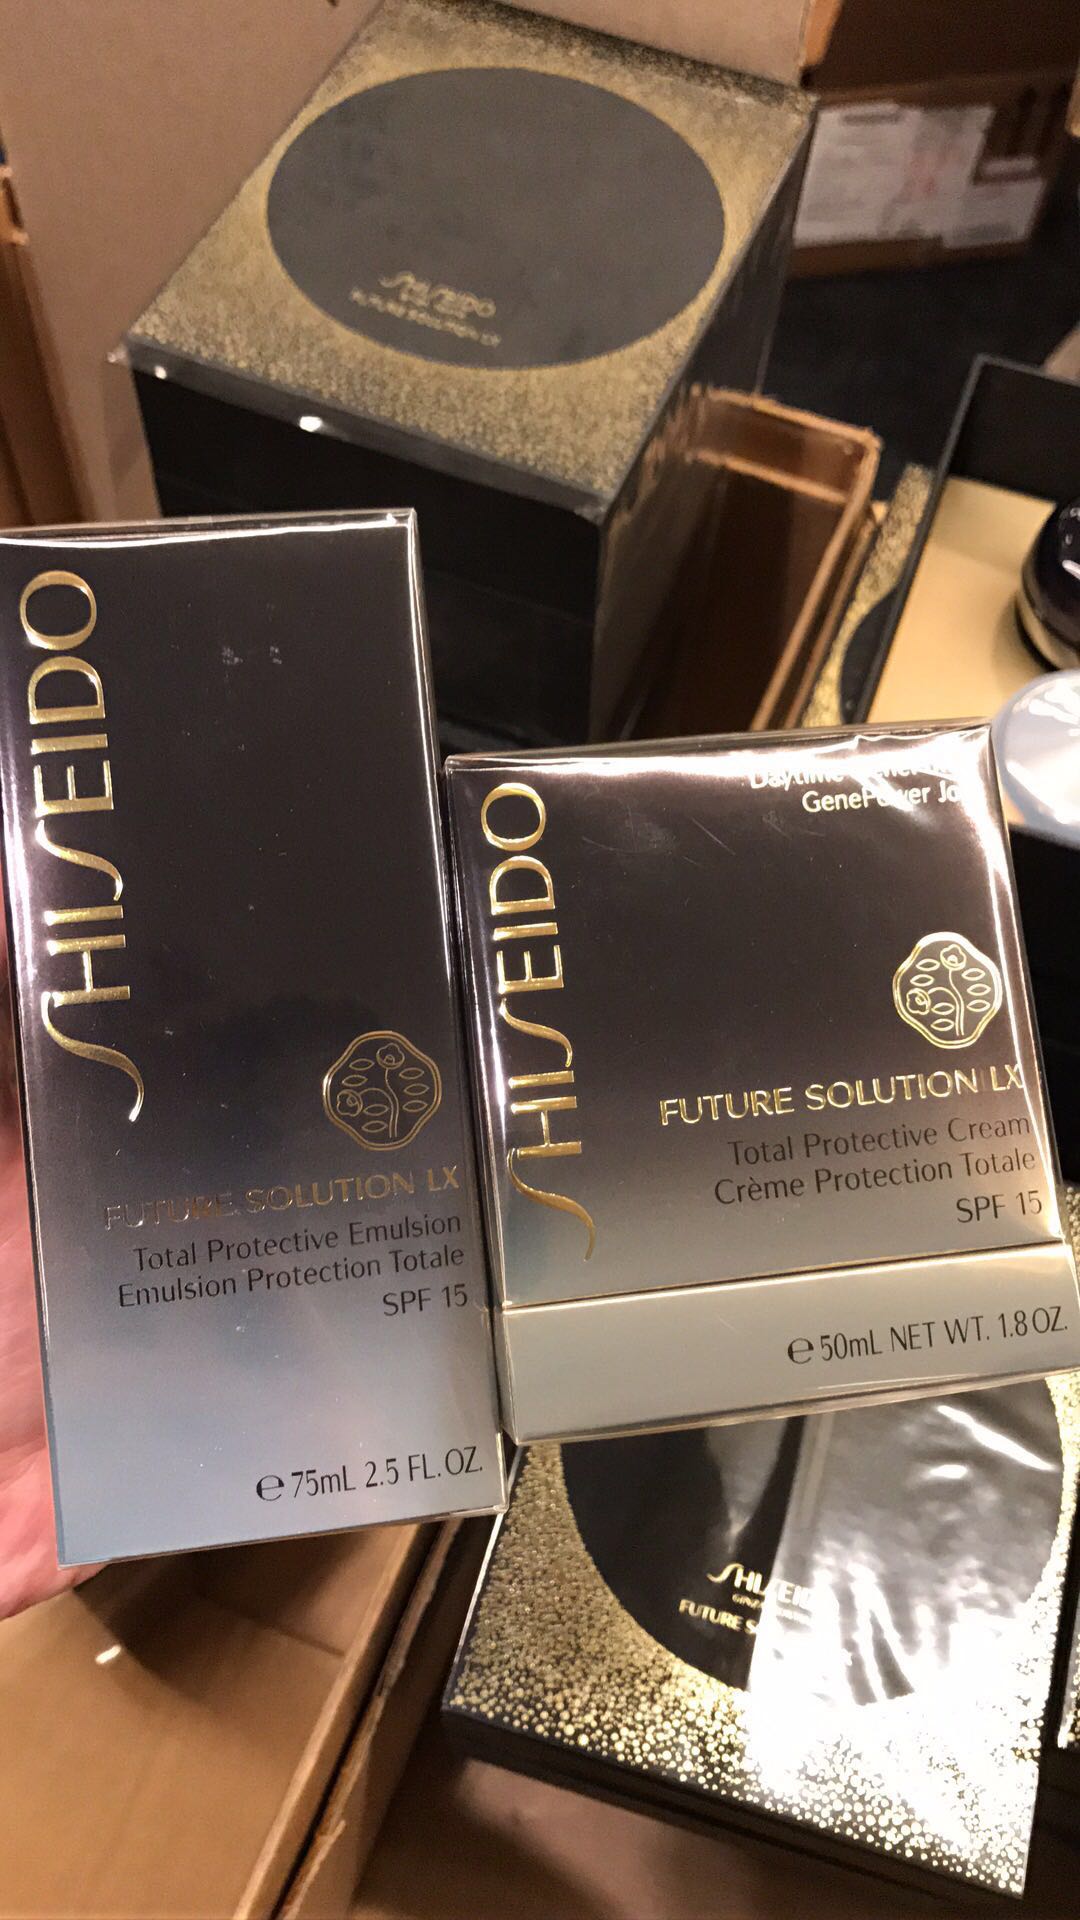 SHISEIDO
FUTURE SOLUTION LX
SHISEIDO
FUTURE SOLUTION LX
Total Protective Emulsion
Emulsion Protection Totale
SPF 15
e 75mL 2.5 FL.OZ.
Daytime
GenePower
SHISEIDO
FUTURE SOLUTION LX
Total Protective Cream
Crème Protection Totale
SPF 15
e 50mL NET WT. 1.8 OZ.
SHISEIDO
FUTURE